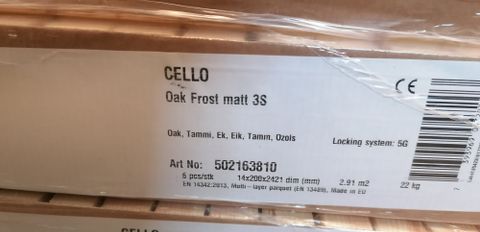 CELLO
Oak Frost matt 3S
Oak, Tammi, Ek, Eik, Tamm, Ozols
Locking system: 5G
Art No: 502163810
6 pcs/stk 14x200x2421 dim (mm) 2.91 m2 22 kg
EN 14342:2013, Multi-layer parquet (EN 13489), Made in EU
CE
CELLO